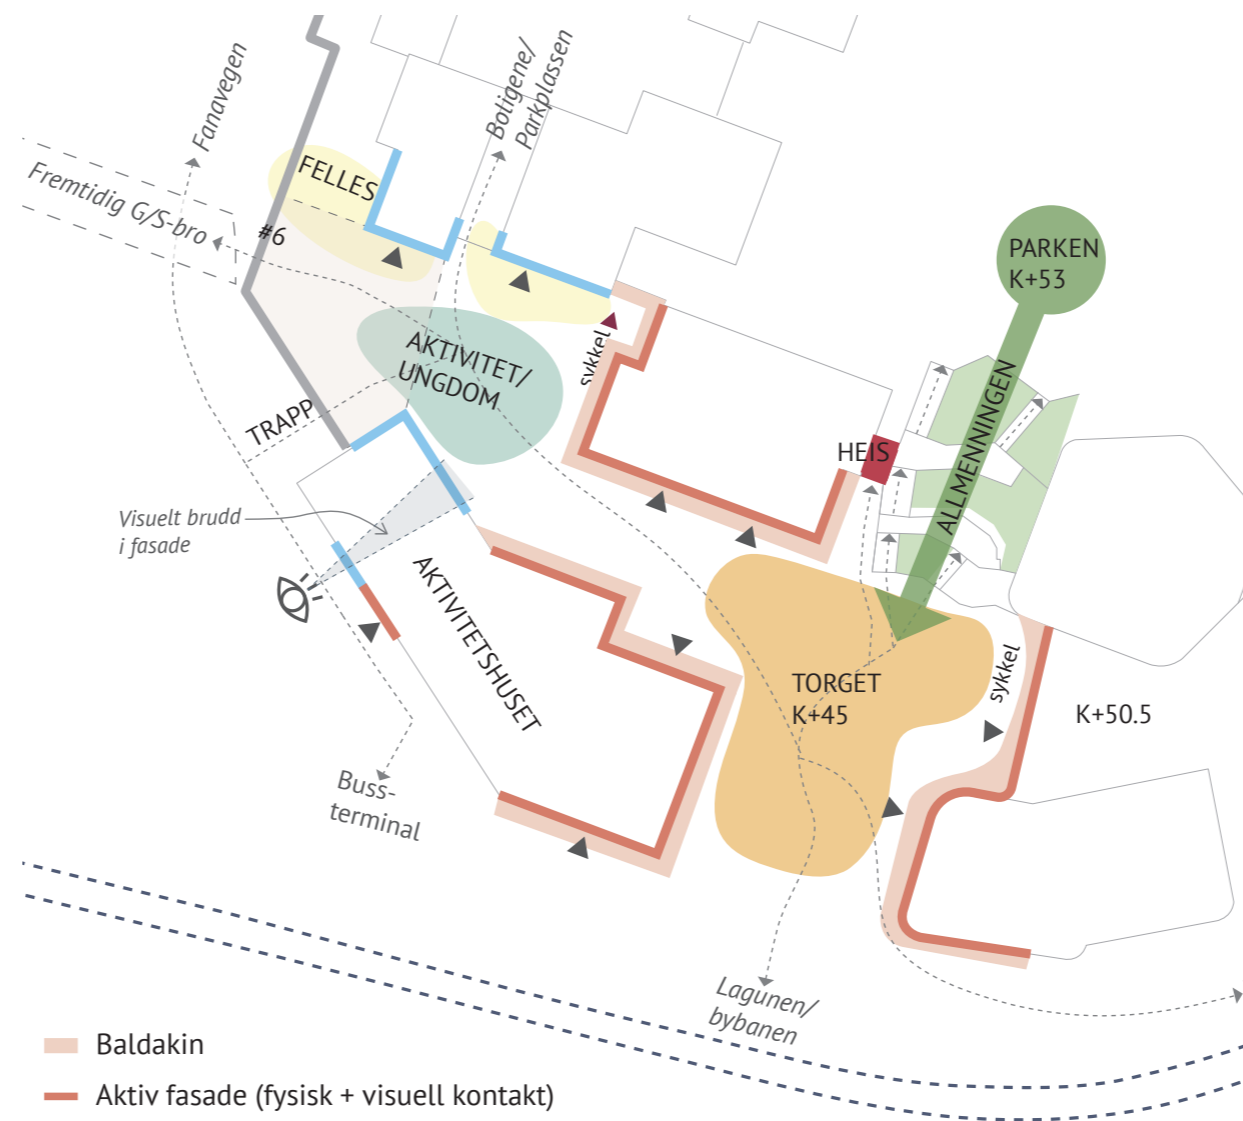 Fanavegen
Boligene/
Parkplassen
Fremtidig G/S-bro
FELLES
#6
PARKEN
K+53
AKTIVITET/
UNGDOM
sykkel
ALLMENNINGEN
TRAPP
HEIS
Visuelt brudd
i fasade
AKTIVITETSHUSET
TORGET
K+45
sykkel
K+50.5
Buss-
terminal
Lagunen/
bybanen
Baldakin
Aktiv fasade (fysisk + visuell kontakt)